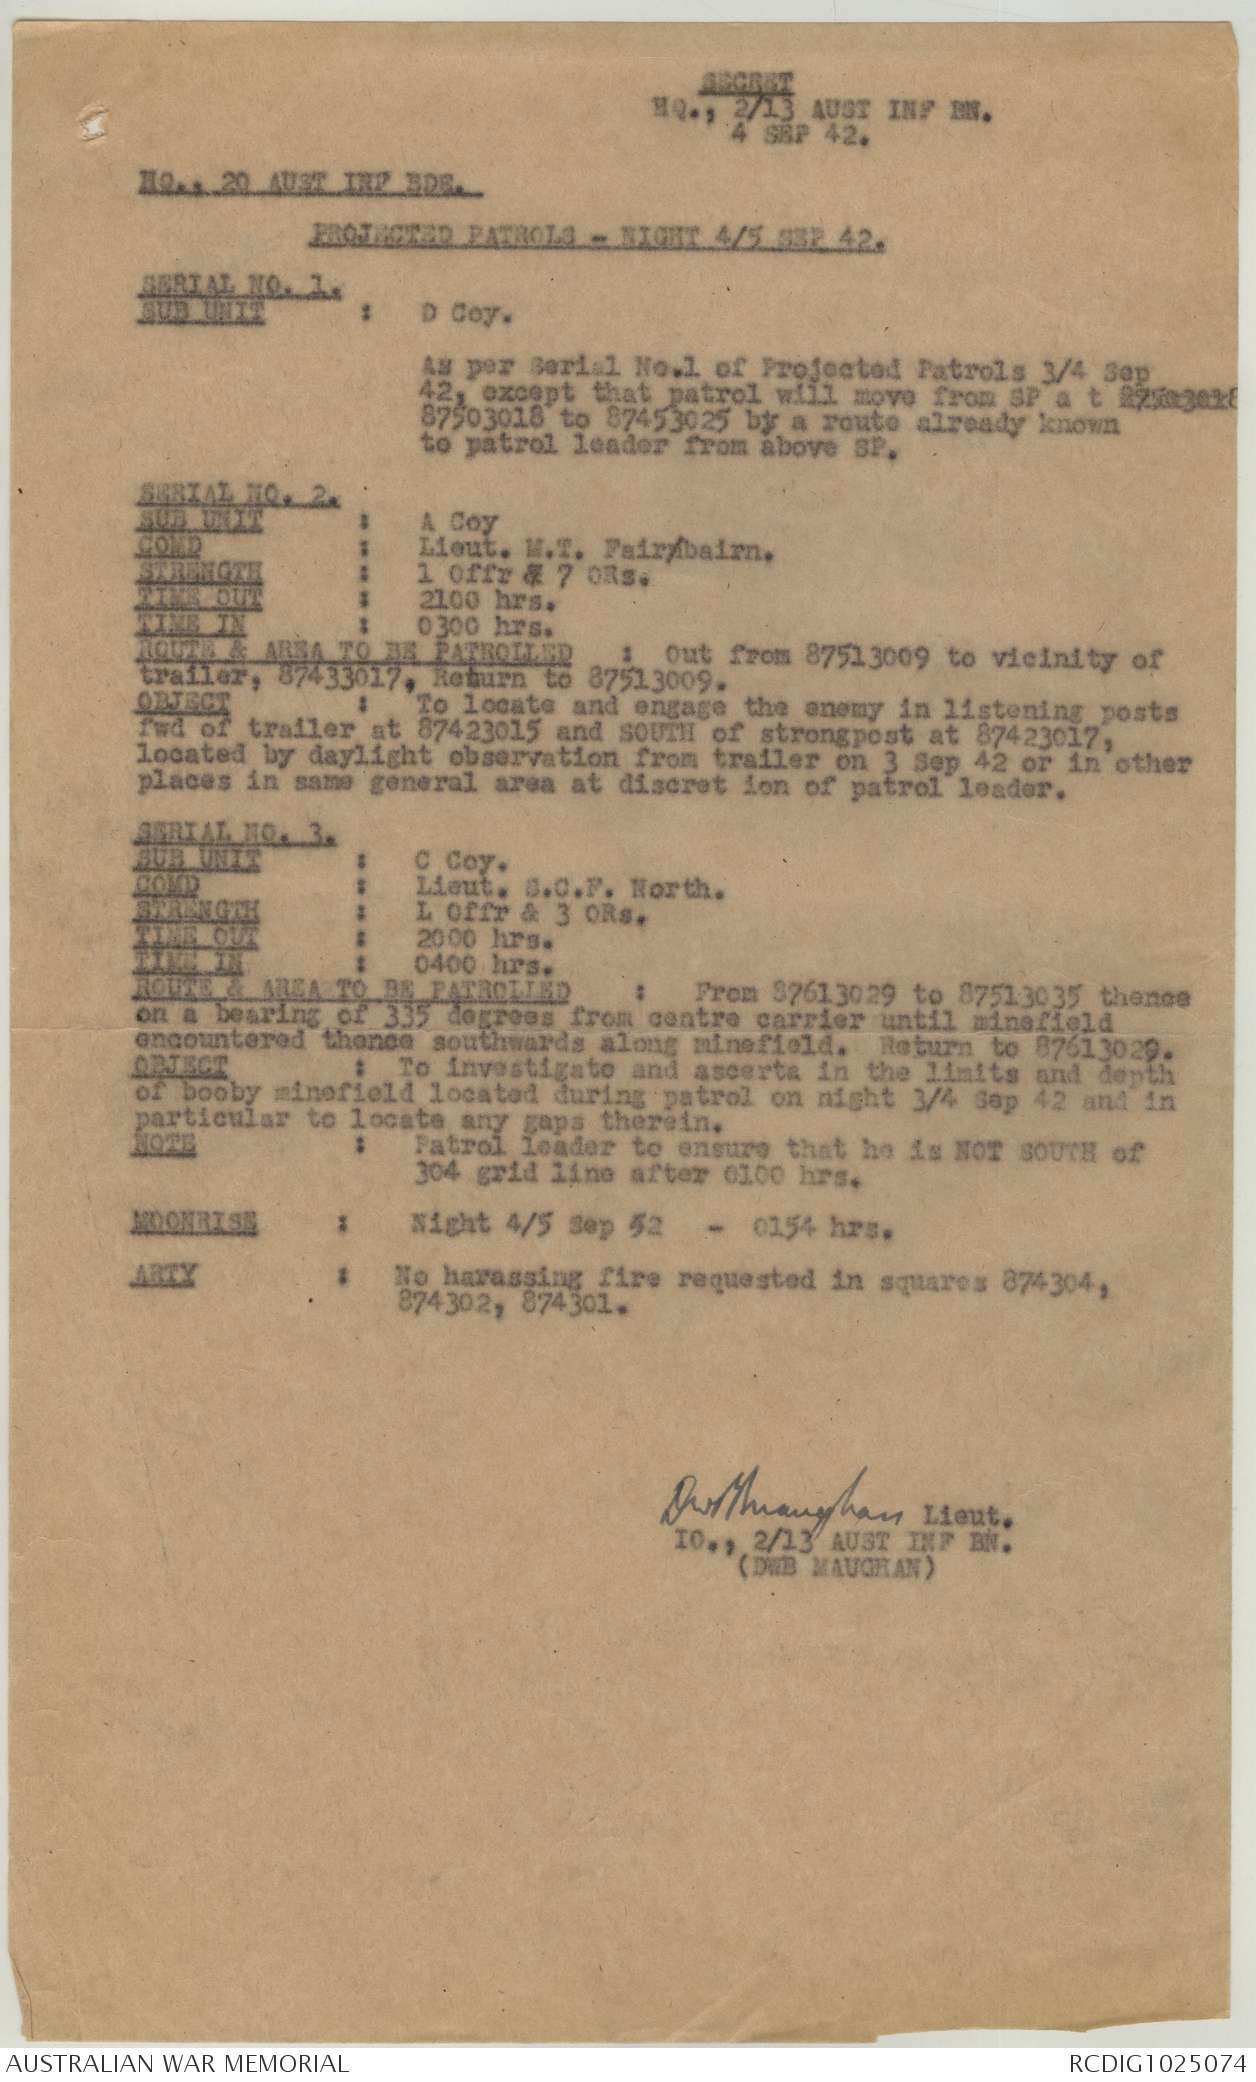 SECRET
HQ., 2/13 AUST INF BN.
4 SEP 42.
HQ., 20 AUST INF BDE.
PROJECTED PATROLS - NIGHT 4/5 SEP 42.
SERIAL NO. 1.
SUB UNIT : D Coy.
As per Serial No.1 of Projected Patrols 3/4 Sep
42, except that patrol will move from SP a t 87503018
87503018 to 87453025 by a route already known
to patrol leader from above SP.
SERIAL NO. 2.
SUB UNIT : A Coy
COMD : Lieut. M.T. Fair/bairn.
STRENGTH : 1 Offr & 7 ORs.
TIME OUT : 2100 hrs.
TIME IN : 0300 hrs.
ROUTE & AREA TO BE PATROLLED : Out from 87513009 to vicinity of
trailer, 87433017, Return to 87513009.
OBJECT : To locate and engage the enemy in listening posts
fwd of trailer at 87423015 and SOUTH of strongpost at 87423017,
located by daylight observation from trailer on 3 Sep 42 or in other
places in same general area at discret ion of patrol leader.
SERIAL NO. 3.
SUB UNIT : C Coy.
COMD : Lieut. S.C.F. North.
STRENGTH : L Offr & 3 ORs.
TIME OUT : 2000 hrs.
TIME IN : 0400 hrs.
ROUTE & AREA TO BE PATROLLED : From 87613029 to 87513035 thence
on a bearing of 335 degrees from centre carrier until minefield
encountered thence southwards along minefield. Return to 87613029.
OBJECT : To investigate and ascerta in the limits and depth
of booby minefield located during patrol on night 3/4 Sep 42 and in
particular to locate any gaps therein.
NOTE : Patrol leader to ensure that he is NOT SOUTH of
304 grid line after 0100 hrs.
MOONRISE : Night 4/5 Sep 42 - 0154 hrs.
ARTY : No harassing fire requested in squares 874304,
874302, 874301.
DWBMaughan Lieut.
IO., 2/13 AUST INF BN.
(DWB MAUGHAN)
AUSTRALIAN WAR MEMORIAL
RCDIG1025074